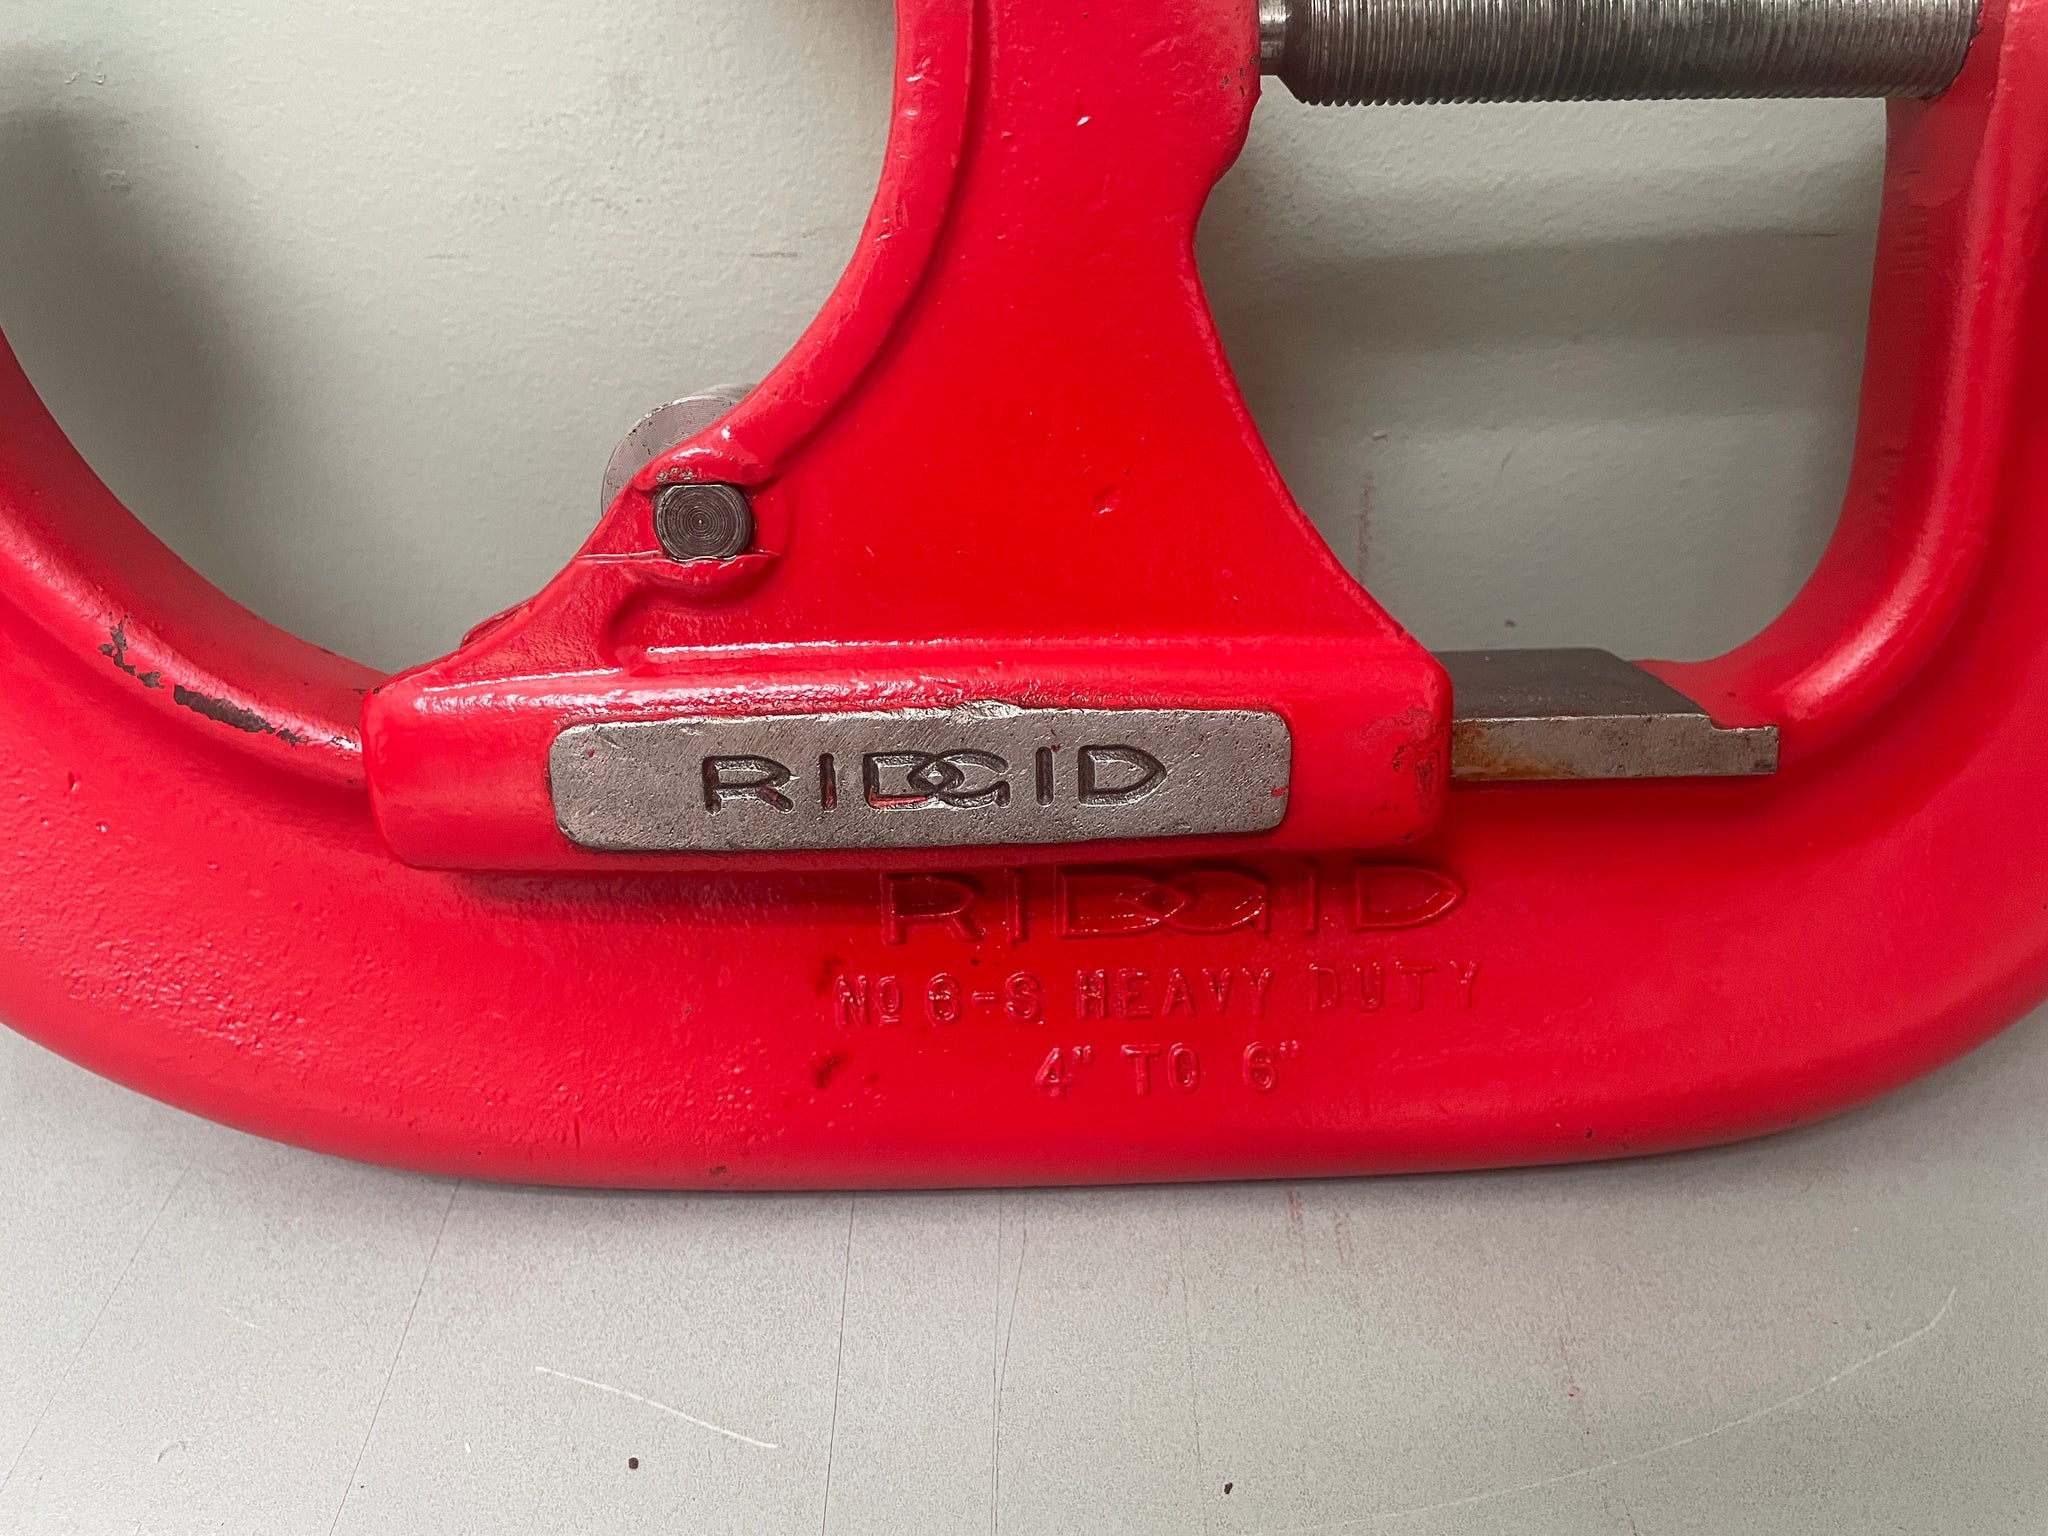 RIDGID
RIDGID
Nº 6-S HEAVY DUTY
4" TO 6"